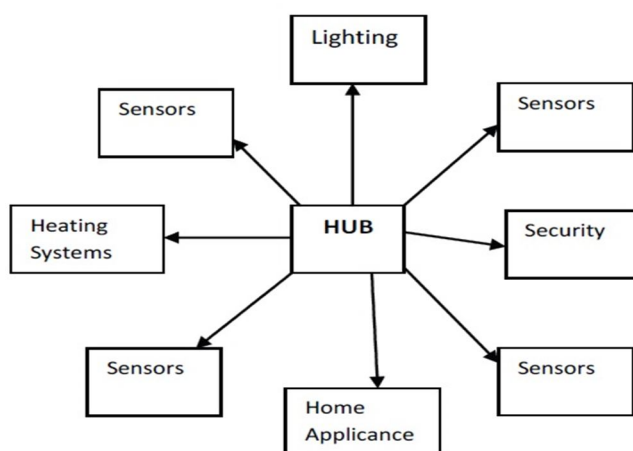 Lighting
Sensors
Sensors
HUB
Heating
Systems
Security
Sensors
Sensors
Home
Applicance